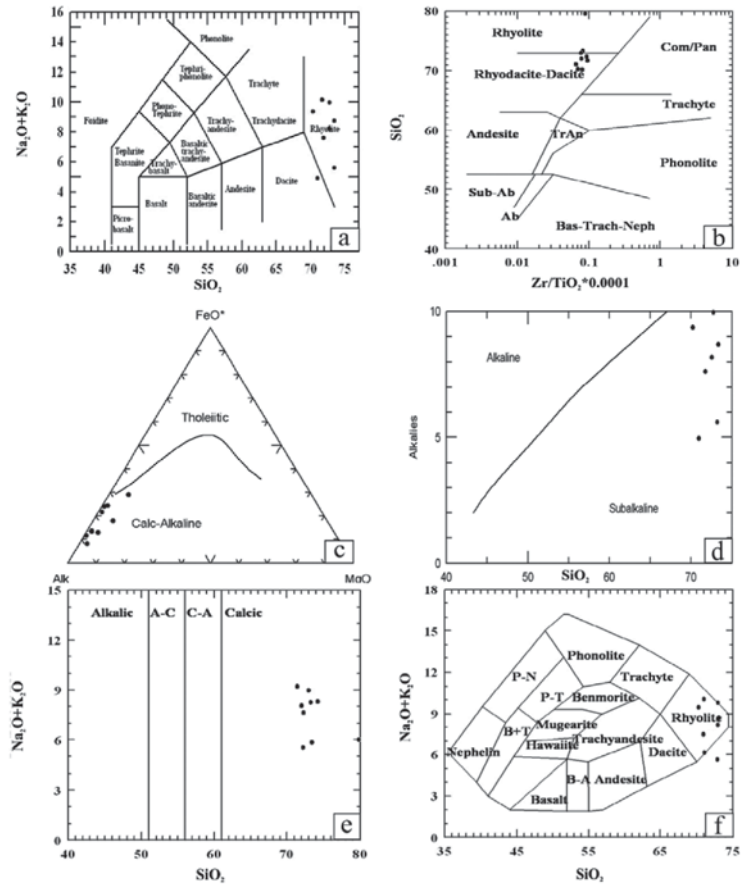 Na₂O+K₂O
16
14
12
10
8
6
4
2
0
35 40 45 50 55 60 65 70 75
SiO₂
Phenolite
Tephri-
phenolite
Trachyte
Foidite
Pheno-
Tephrite
Trachy-
andesite
Trachydacite
Rhyolite
Tephrite
Basanite
Trachy-
basalt
Basaltic
trachy-
andesite
Picro-
basalt
Basalt
Basaltic
andesite
Andesite
Dacite
a
SiO₂
80
70
60
50
40
.001 0.01 0.1 1 10
Zr/TiO₂*0.0001
Rhyolite
Com/Pan
Rhyodacite-Dacite
Trachyte
Andesite
TrAn
Phonolite
Sub-Ab
Ab
Bas-Trach-Neph
b
FeO*
Tholeiitic
Calc-Alkaline
Alk
MgO
c
Alkalies
10
5
0
40 50 60 70
SiO₂
Alkaline
Subalkaline
d
Na₂O+K₂O
15
12
9
6
3
0
40 50 60 70 80
SiO₂
Alkalic A-C C-A Calcic
e
Na₂O+K₂O
18
15
12
9
6
3
0
35 45 55 65 75
SiO₂
Phonolite
P-N
Trachyte
P-T Benmorite
B+T
Mugearite
Rhyolite
Nephelin
Hawaiite
Trachyandesite
Dacite
B-A Andesite
Basalt
f